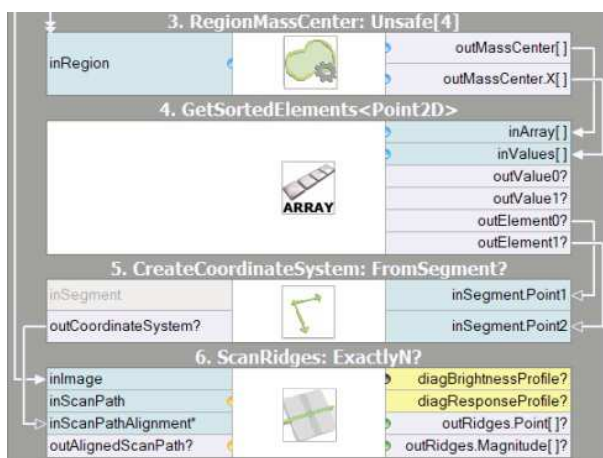 3. RegionMassCenter: Unsafe[4]
inRegion
outMassCenter[]
outMassCenter.X[]
4. GetSortedElements<Point2D>
ARRAY
inArray[]
inValues[]
outValue0?
outValue1?
outElement0?
outElement1?
5. CreateCoordinateSystem: FromSegment?
inSegment
outCoordinateSystem?
inSegment.Point1
inSegment.Point2
6. ScanRidges: ExactlyN?
inImage
inScanPath
inScanPathAlignment*
outAlignedScanPath?
diagBrightnessProfile?
diagResponseProfile?
outRidges.Point[]?
outRidges.Magnitude[]?